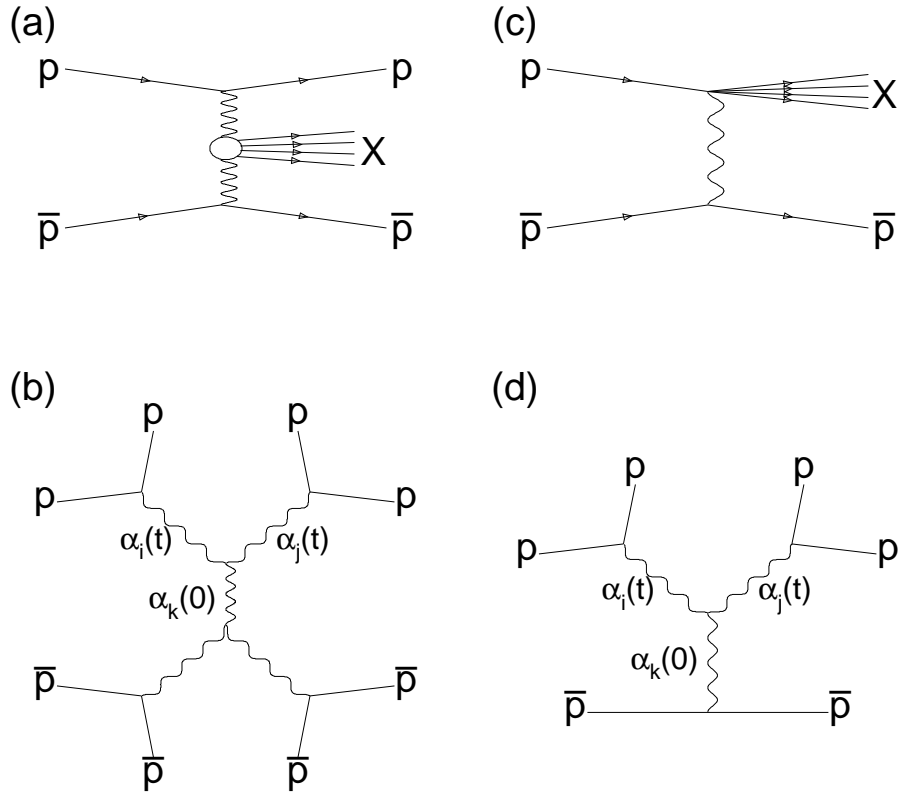 (a)
p
p
X
p̅
p̅
(c)
p
X
p̅
p̅
(b)
p
p
p
p
α_i(t)
α_j(t)
α_k(0)
p̅
p̅
p̅
p̅
(d)
p
p
p
p
α_i(t)
α_j(t)
α_k(0)
p̅
p̅